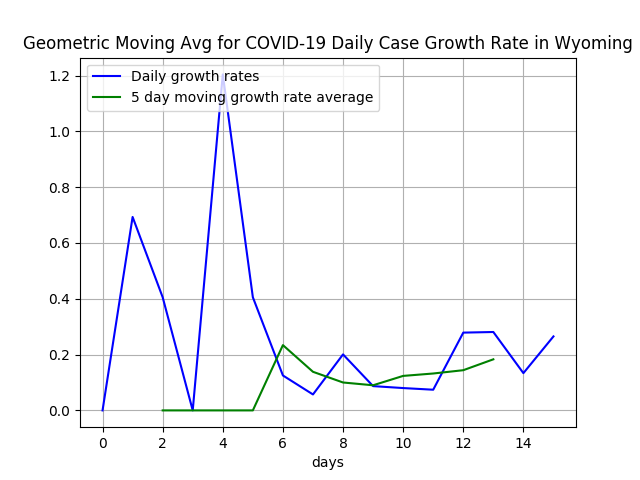 Geometric Moving Avg for COVID-19 Daily Case Growth Rate in Wyoming
Daily growth rates
5 day moving growth rate average
1.2
1.0
0.8
0.6
0.4
0.2
0.0
0 2 4 6 8 10 12 14
days